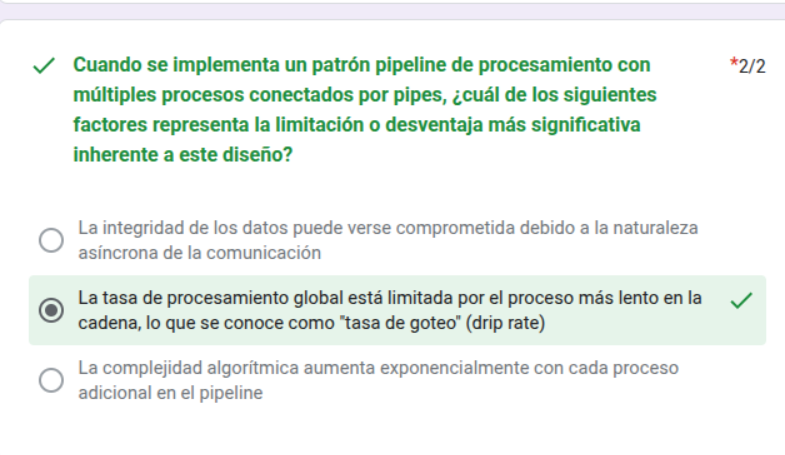 Cuando se implementa un patrón pipeline de procesamiento con
*2/2
múltiples procesos conectados por pipes, ¿cuál de los siguientes
factores representa la limitación o desventaja más significativa
inherente a este diseño?
La integridad de los datos puede verse comprometida debido a la naturaleza
asíncrona de la comunicación
La tasa de procesamiento global está limitada por el proceso más lento en la
cadena, lo que se conoce como "tasa de goteo" (drip rate)
La complejidad algorítmica aumenta exponencialmente con cada proceso
adicional en el pipeline